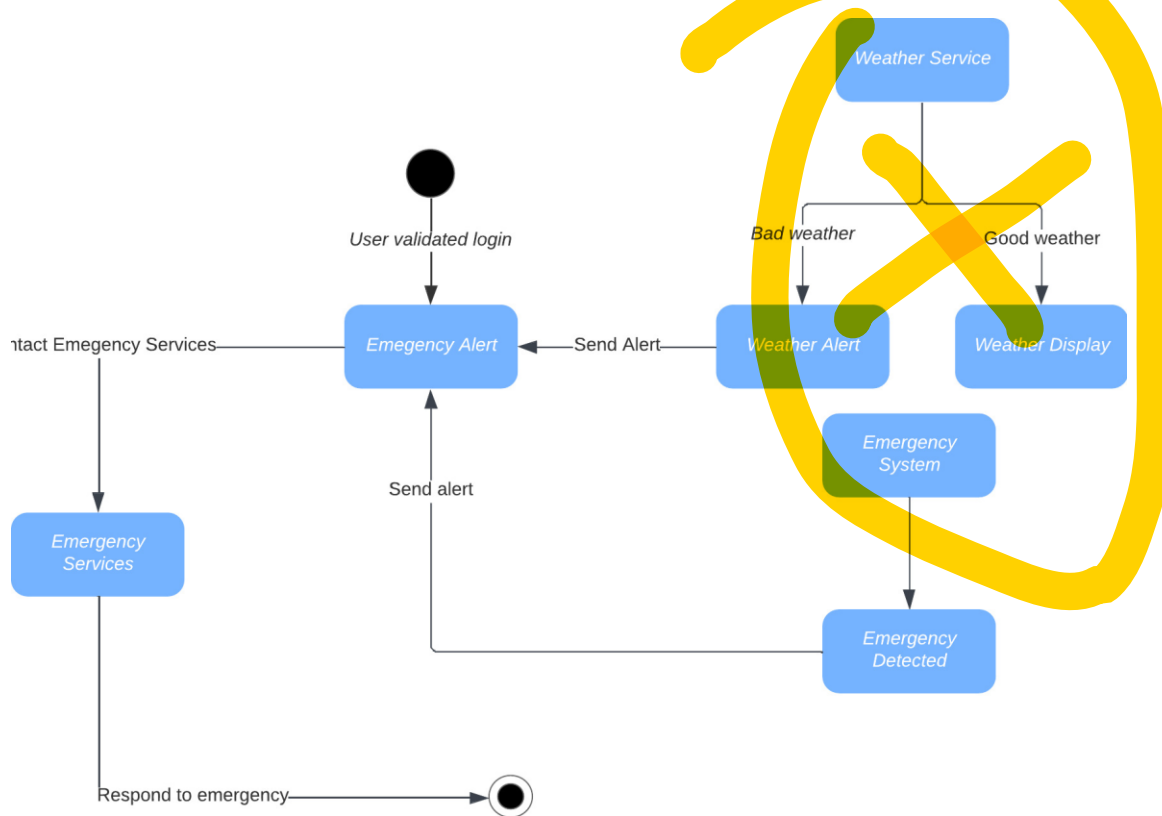 Weather Service
User validated login
Bad weather
Good weather
ntact Emegency Services
Emegency Alert
Send Alert
Weather Alert
Weather Display
Emergency
System
Send alert
Emergency
Services
Emergency
Detected
Respond to emergency